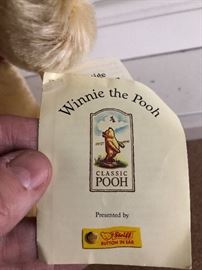 Winnie the Pooh
CLASSIC
POOH
Presented by
Steiff
BUTTON IN EAR